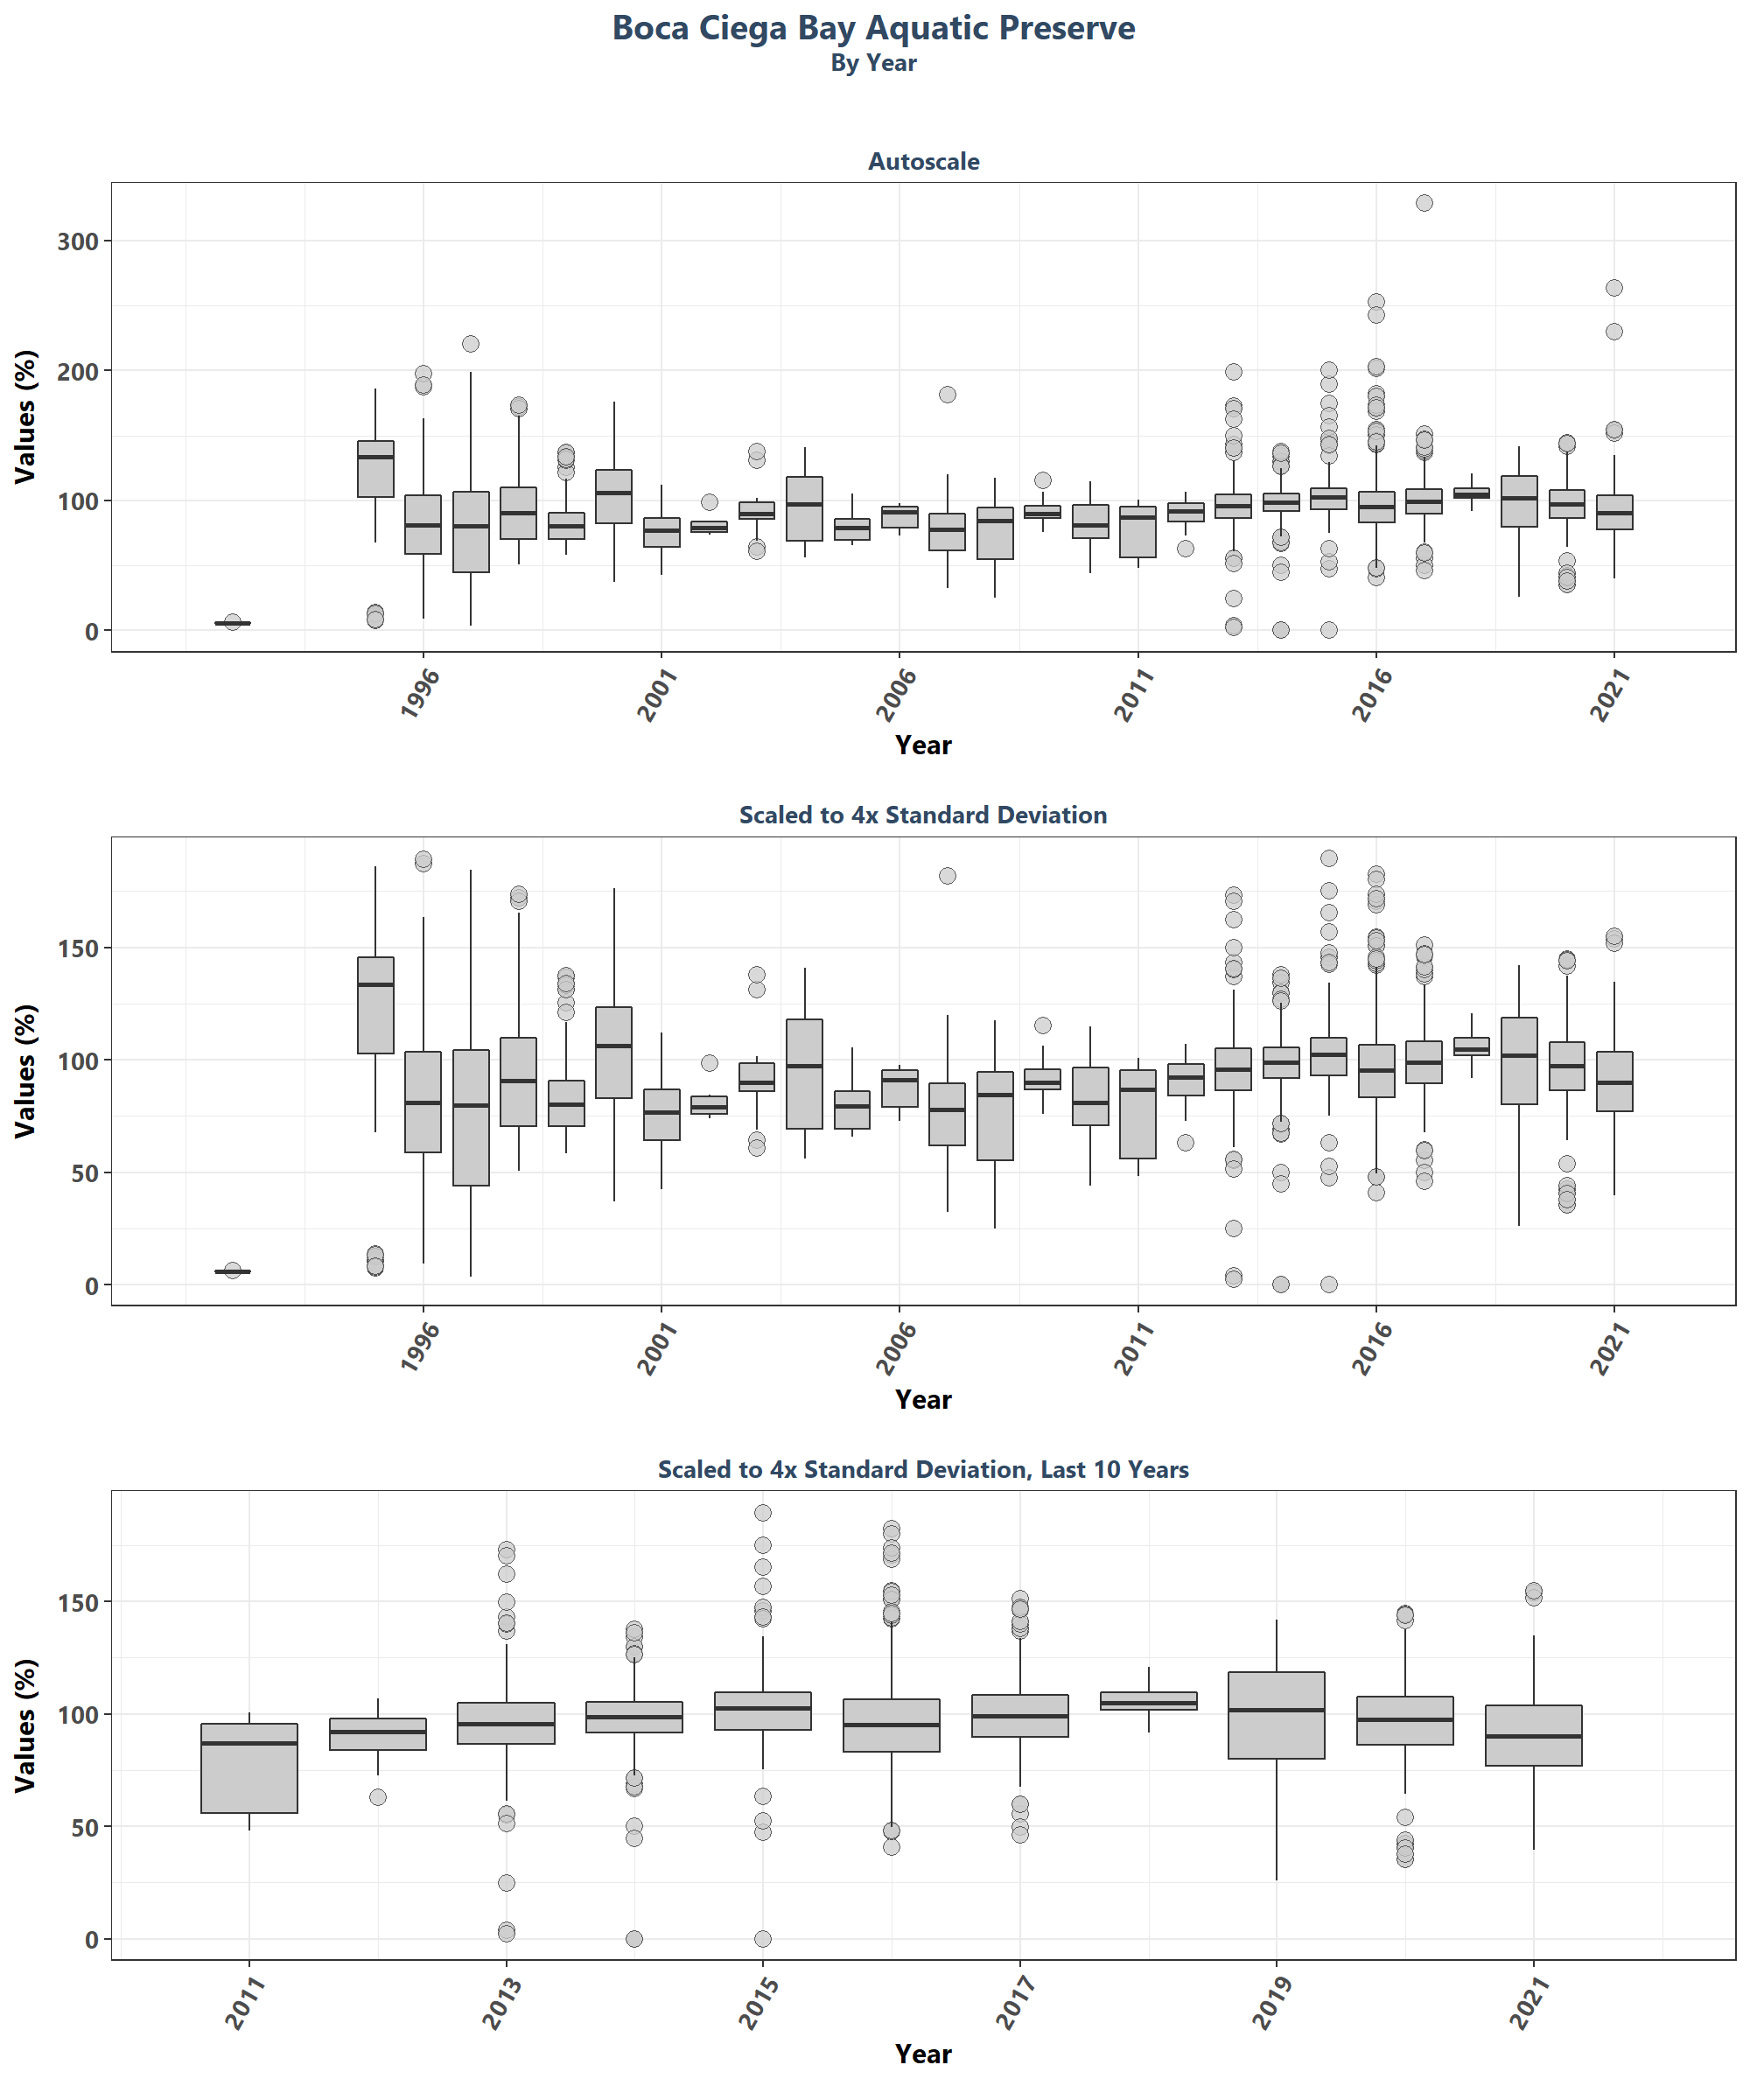 Boca Ciega Bay Aquatic Preserve
By Year
Autoscale
Values (%)
300
200
100
0
1996
2001
2006
2011
2016
2021
Year
Scaled to 4x Standard Deviation
Values (%)
150
100
50
0
1996
2001
2006
2011
2016
2021
Year
Scaled to 4x Standard Deviation, Last 10 Years
Values (%)
150
100
50
0
2011
2013
2015
2017
2019
2021
Year